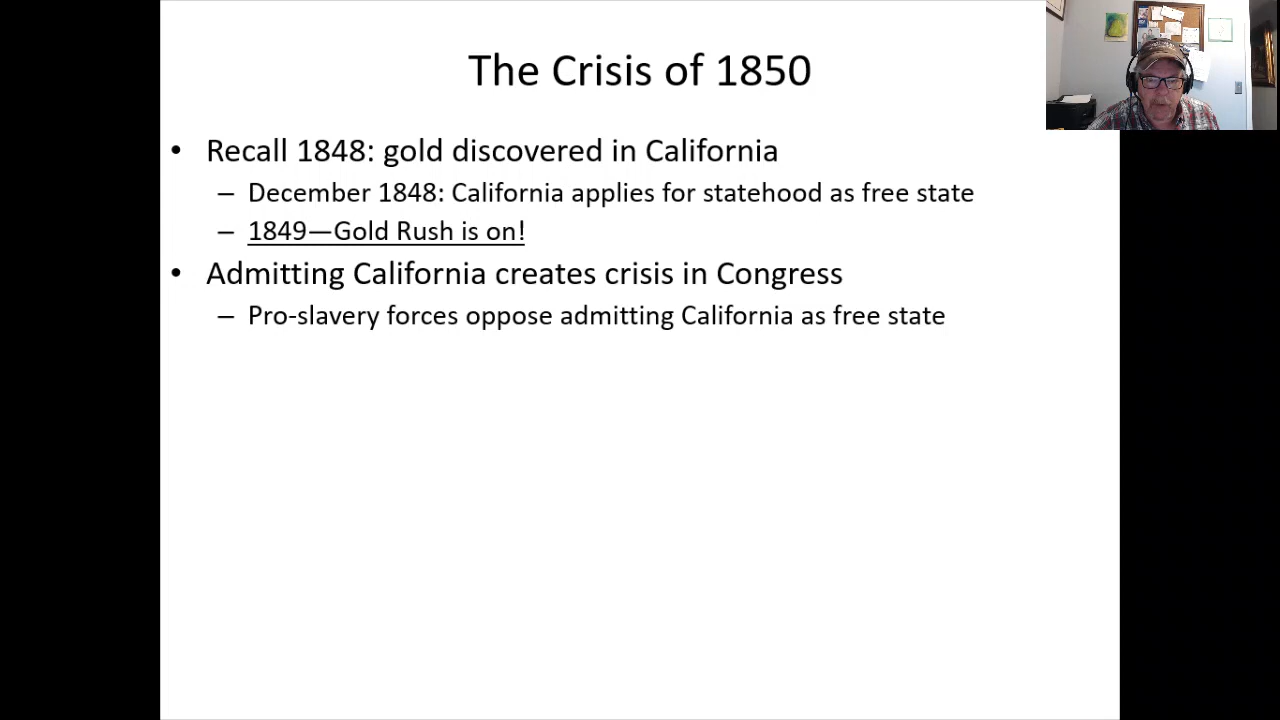 The Crisis of 1850
• Recall 1848: gold discovered in California
– December 1848: California applies for statehood as free state
– 1849—Gold Rush is on!
• Admitting California creates crisis in Congress
– Pro-slavery forces oppose admitting California as free state